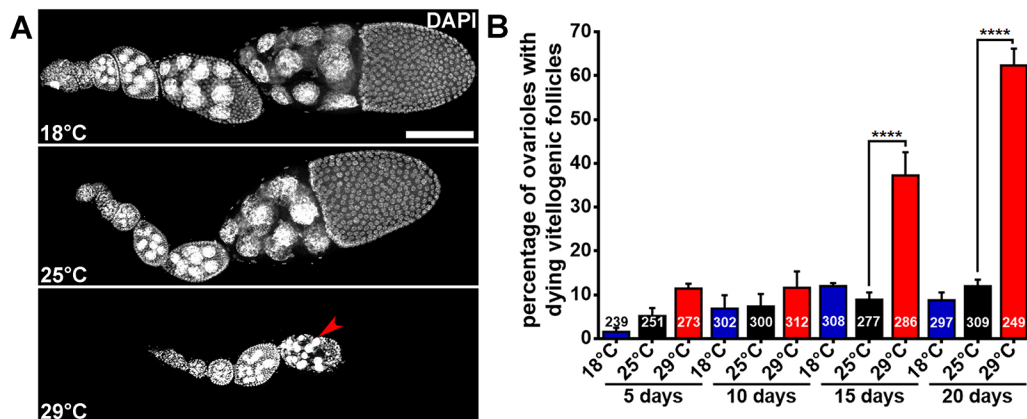 A
DAPI
18°C
25°C
29°C
B
percentage of ovarioles with
dying vitellogenic follicles
70
60
50
40
30
20
10
0
****
****
239
251
273
302
300
312
308
277
286
297
309
249
18°C
25°C
29°C
18°C
25°C
29°C
18°C
25°C
29°C
18°C
25°C
29°C
5 days
10 days
15 days
20 days